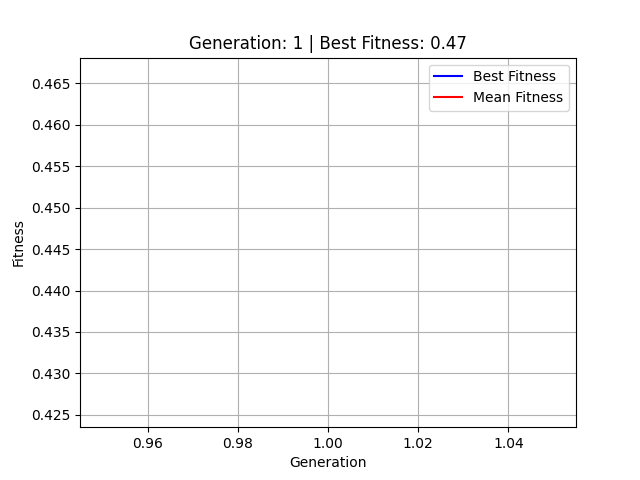 Generation: 1 | Best Fitness: 0.47
Best Fitness
Mean Fitness
0.465
0.460
0.455
0.450
0.445
0.440
0.435
0.430
0.425
Fitness
0.96 0.98 1.00 1.02 1.04
Generation